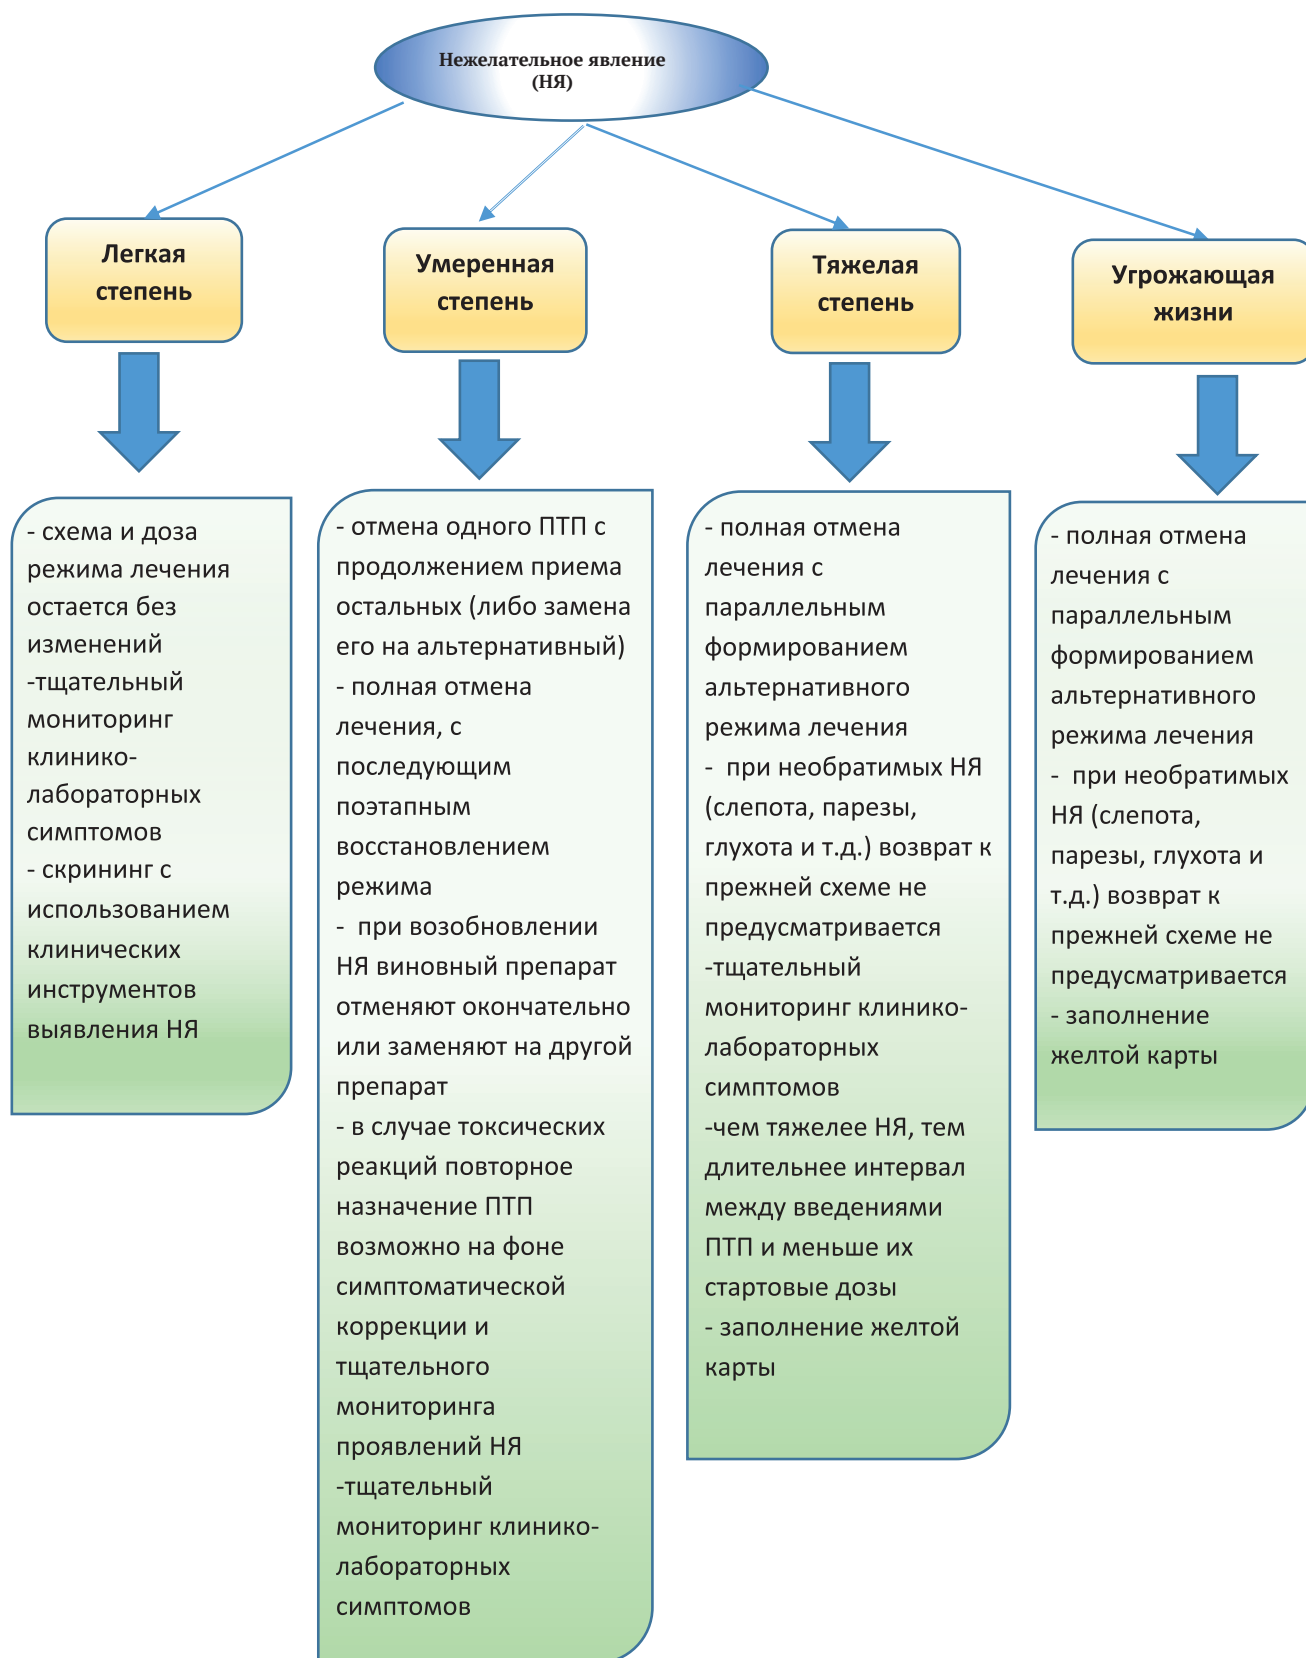 Нежелательное явление
(НЯ)
Легкая
степень
Умеренная
степень
Тяжелая
степень
Угрожающая
жизни
- схема и доза
режима лечения
остается без
изменений
-тщательный
мониторинг
клинико-
лабораторных
симптомов
- скрининг с
использованием
клинических
инструментов
выявления НЯ
- отмена одного ПТП с
продолжением приема
остальных (либо замена
его на альтернативный)
- полная отмена
лечения, с
последующим
поэтапным
восстановлением
режима
- при возобновлении
НЯ виновный препарат
отменяют окончательно
или заменяют на другой
препарат
- в случае токсических
реакций повторное
назначение ПТП
возможно на фоне
симптоматической
коррекции и
тщательного
мониторинга
проявлений НЯ
-тщательный
мониторинг клинико-
лабораторных
симптомов
- полная отмена
лечения с
параллельным
формированием
альтернативного
режима лечения
- при необратимых НЯ
(слепота, парезы,
глухота и т.д.) возврат к
прежней схеме не
предусматривается
-тщательный
мониторинг клинико-
лабораторных
симптомов
-чем тяжелее НЯ, тем
длительнее интервал
между введениями
ПТП и меньше их
стартовые дозы
- заполнение желтой
карты
- полная отмена
лечения с
параллельным
формированием
альтернативного
режима лечения
- при необратимых
НЯ (слепота,
парезы, глухота и
т.д.) возврат к
прежней схеме не
предусматривается
- заполнение
желтой карты